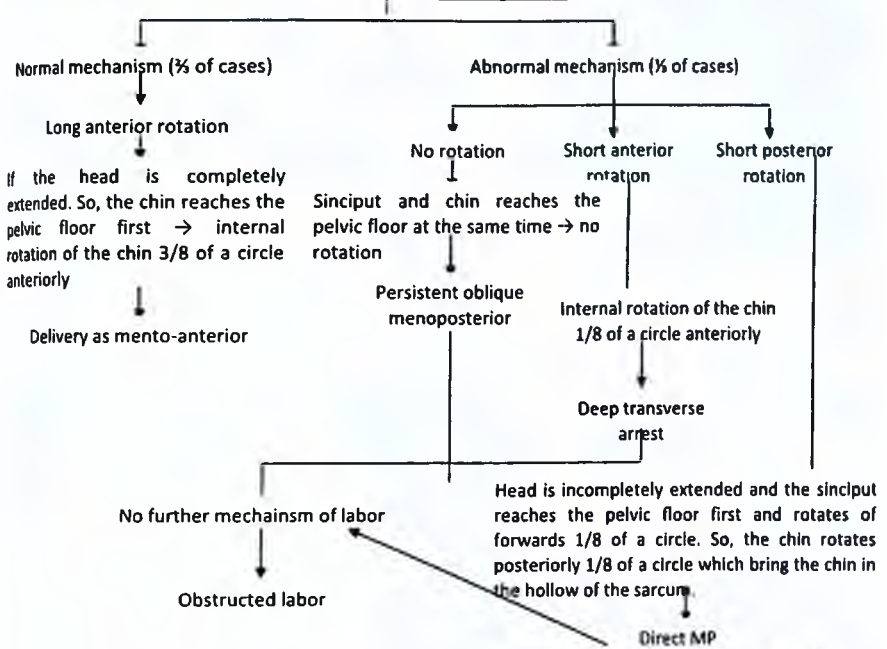 Normal mechanism (⅔ of cases)
Abnormal mechanism (⅓ of cases)
Long anterior rotation
If the head is completely
extended. So, the chin reaches the
pelvic floor first → internal
rotation of the chin 3/8 of a circle
anteriorly
Delivery as mento-anterior
No rotation
Sinciput and chin reaches the
pelvic floor at the same time → no
rotation
Persistent oblique
menoposterior
Short anterior
rotation
Internal rotation of the chin
1/8 of a circle anteriorly
Deep transverse
arrest
Short posterior
rotation
Head is incompletely extended and the sinciput
reaches the pelvic floor first and rotates of
forwards 1/8 of a circle. So, the chin rotates
posteriorly 1/8 of a circle which bring the chin in
the hollow of the sarcum.
Direct MP
No further mechainsm of labor
Obstructed labor